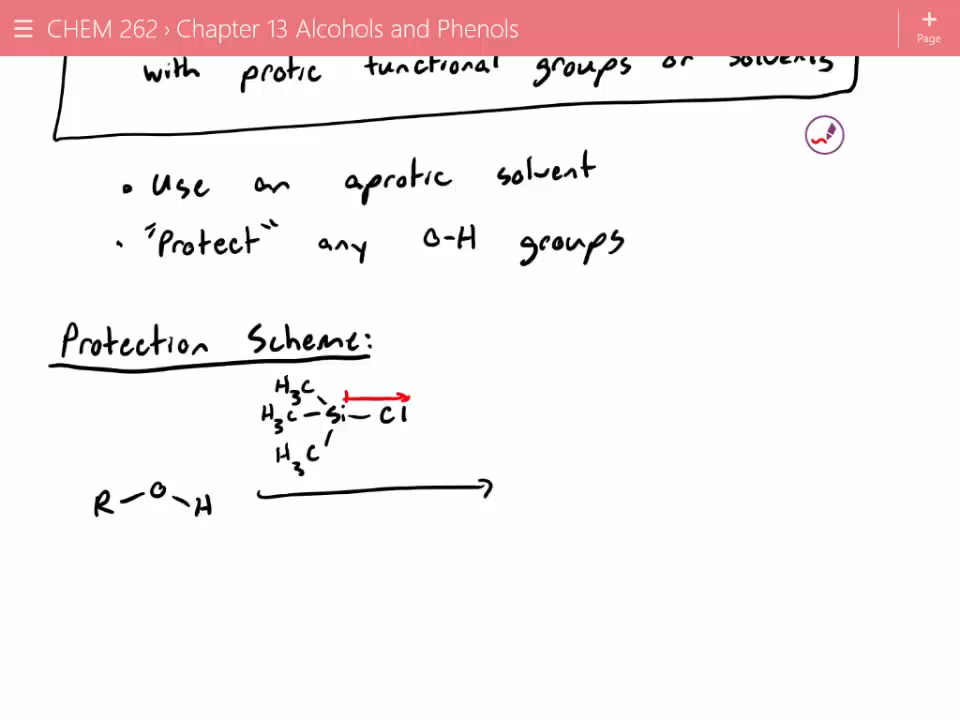 CHEM 262 › Chapter 13 Alcohols and Phenols
+
Page
with protic functional groups or solvents
• Use an aprotic solvent
• "Protect" any O-H groups
Protection Scheme:
H3C
H3C-Si-Cl
H3C
R-O-H